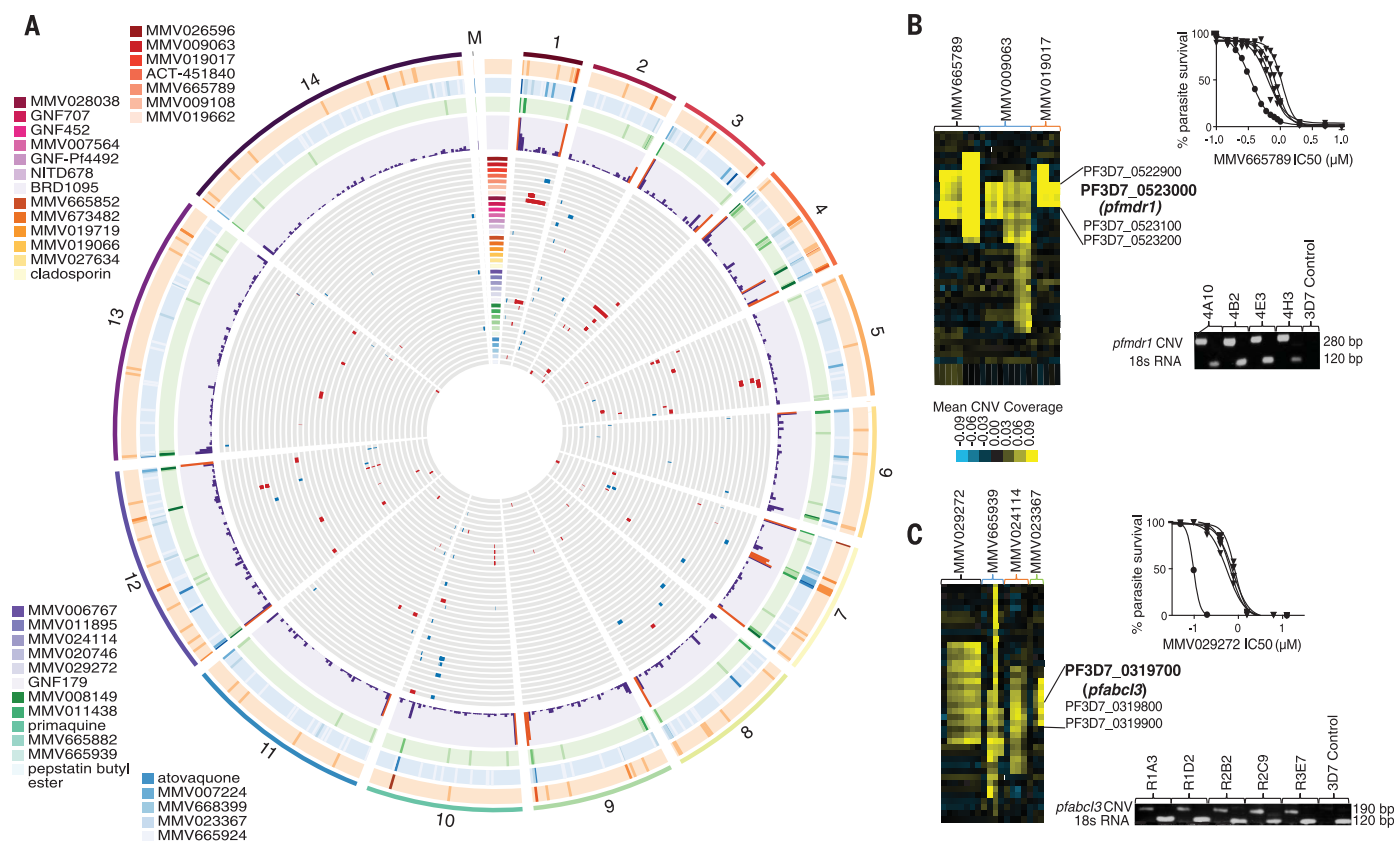 A
MMV026596
MMV009063
MMV019017
ACT-451840
MMV665789
MMV009108
MMV019662
MMV028038
GNF707
GNF452
MMV007564
GNF-Pf4492
NITD678
BRD1095
MMV665852
MMV673482
MMV019719
MMV019066
MMV027634
cladosporin
MMV006767
MMV011895
MMV024114
MMV020746
MMV029272
GNF179
MMV008149
MMV011438
primaquine
MMV665882
MMV665939
pepstatin butyl
ester
atovaquone
MMV007224
MMV668399
MMV023367
MMV665924
M
1
2
3
4
5
6
7
8
9
10
11
12
13
14
B
MMV665789
MMV009063
MMV019017
PF3D7_0522900
PF3D7_0523000
(pfmdr1)
PF3D7_0523100
PF3D7_0523200
Mean CNV Coverage
-0.09
-0.06
-0.03
0.00
0.03
0.06
0.09
% parasite survival
100
50
0
-1.0
-0.5
0.0
0.5
1.0
MMV665789 IC50 (µM)
4A10
4B2
4E3
4H3
3D7 Control
pfmdr1 CNV
280 bp
18s RNA
120 bp
C
MMV029272
MMV665939
MMV024114
MMV023367
PF3D7_0319700
(pfabcl3)
PF3D7_0319800
PF3D7_0319900
% parasite survival
100
50
0
-1
0
1
MMV029272 IC50 (µM)
R1A3
R1D2
R2B2
R2C9
R3E7
3D7 Control
pfabcl3 CNV
190 bp
18s RNA
120 bp